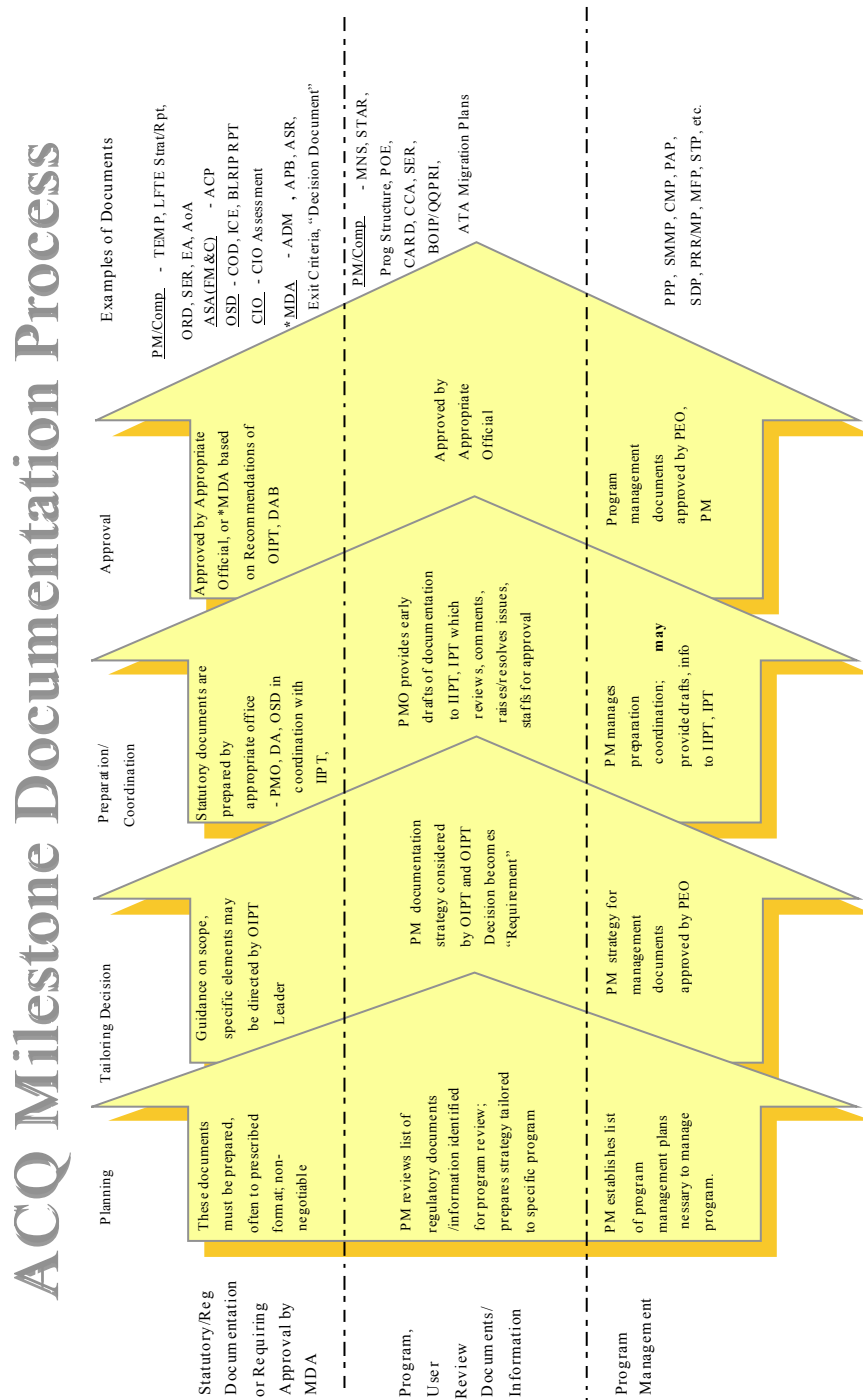 ACQ Milestone Documentation Process
Planning
Tailoring Decision
Preparation/
Coordination
Approval
Examples of Documents
Statutory/Reg
Documentation
or Requiring
Approval by
MDA
These documents
must be prepared,
often to prescribed
format; non-
negotiable
Guidance on scope,
specific elements may
be directed by OIPT
Leader
Statutory documents are
prepared by
appropriate office
- PMO, DA, OSD in
coordination with
IIPT,
Approved by Appropriate
Official, or *MDA based
on Recommendations of
OIPT, DAB
PM/Comp - TEMP, LFTE Strat/Rpt,
ORD, SER, EA, AoA
ASA(FM&C) - ACP
OSD - COD, ICE, BLRIP RPT
CIO - CIO Assessment
*MDA - ADM , APB, ASR,
Exit Criteria, “Decision Document”
Program,
User
Review
Documents/
Information
PM reviews list of
regulatory documents
/information identified
for program review;
prepares strategy tailored
to specific program
PM documentation
strategy considered
by OIPT and OIPT
Decision becomes
“Requirement”
PMO provides early
drafts of documentation
to IIPT, IPT which
reviews, comments,
raises/resolves issues,
staffs for approval
Approved by
Appropriate
Official
PM/Comp - MNS, STAR,
Prog Structure, POE,
CARD, CCA, SER,
BOIP/QQPRI,
ATA Migration Plans
Program
Management
PM establishes list
of program
management plans
nessary to manage
program.
PM strategy for
management
documents
approved by PEO
PM manages
preparation
coordination; may
provide drafts, info
to IIPT, IPT
Program
management
documents
approved by PEO,
PM
PPP, SMMP, CMP, PAP,
SDP, PRR/MP, MFP, STP, etc.